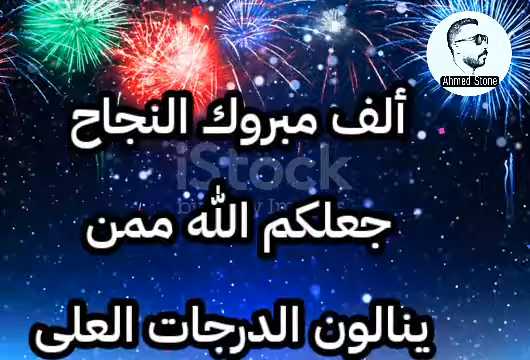 Ahmed Stone
ألف مبروك النجاح
iStock
جعلكم الله ممن
ينالون الدرجات العلى